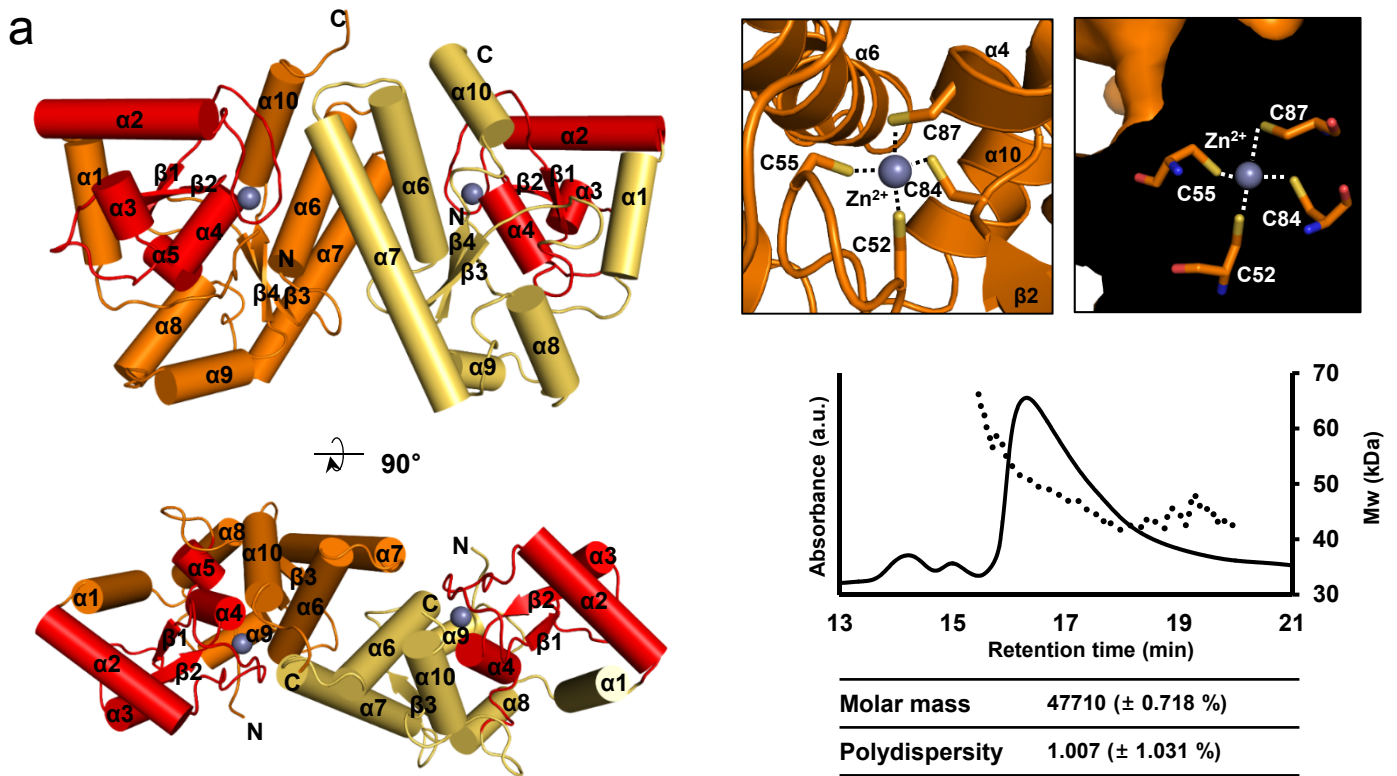 a
C
C
α10
α10
α2
α2
α1
β1
β2
α3
α6
α6
β2
β1
α3
α1
N
α4
α5
α4
N
α7
α7
β4
β3
β4
β3
α8
α8
α9
α9
90°
α8
α10
α7
N
α5
β3
α3
α1
α4
α6
C
β2
α2
β1
α9
α6
α9
β1
α2
β2
α4
α10
C
α1
α3
α7
β3
α8
N
α6
α4
C87
α10
C55
C84
Zn2+
C52
β2
C87
Zn2+
C55
C84
C52
Absorbance (a.u.)
70
60
50
40
30
Mw (kDa)
13 15 17 19 21
Retention time (min)
Molar mass 47710 (± 0.718 %)
Polydispersity 1.007 (± 1.031 %)